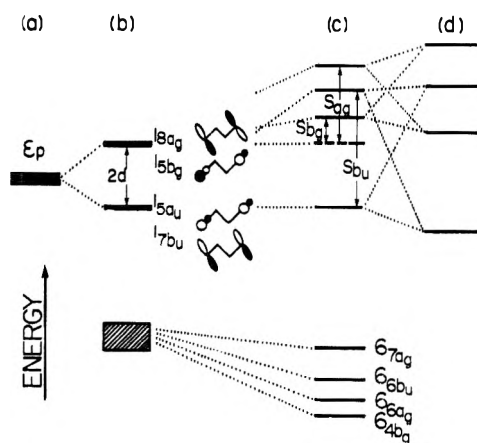 (a) (b) (c) (d)
εp
2d
18ag
15bg
15au
17bu
Sag
Sbg
Sbu
ENERGY
67ag
66bu
66ag
64bg